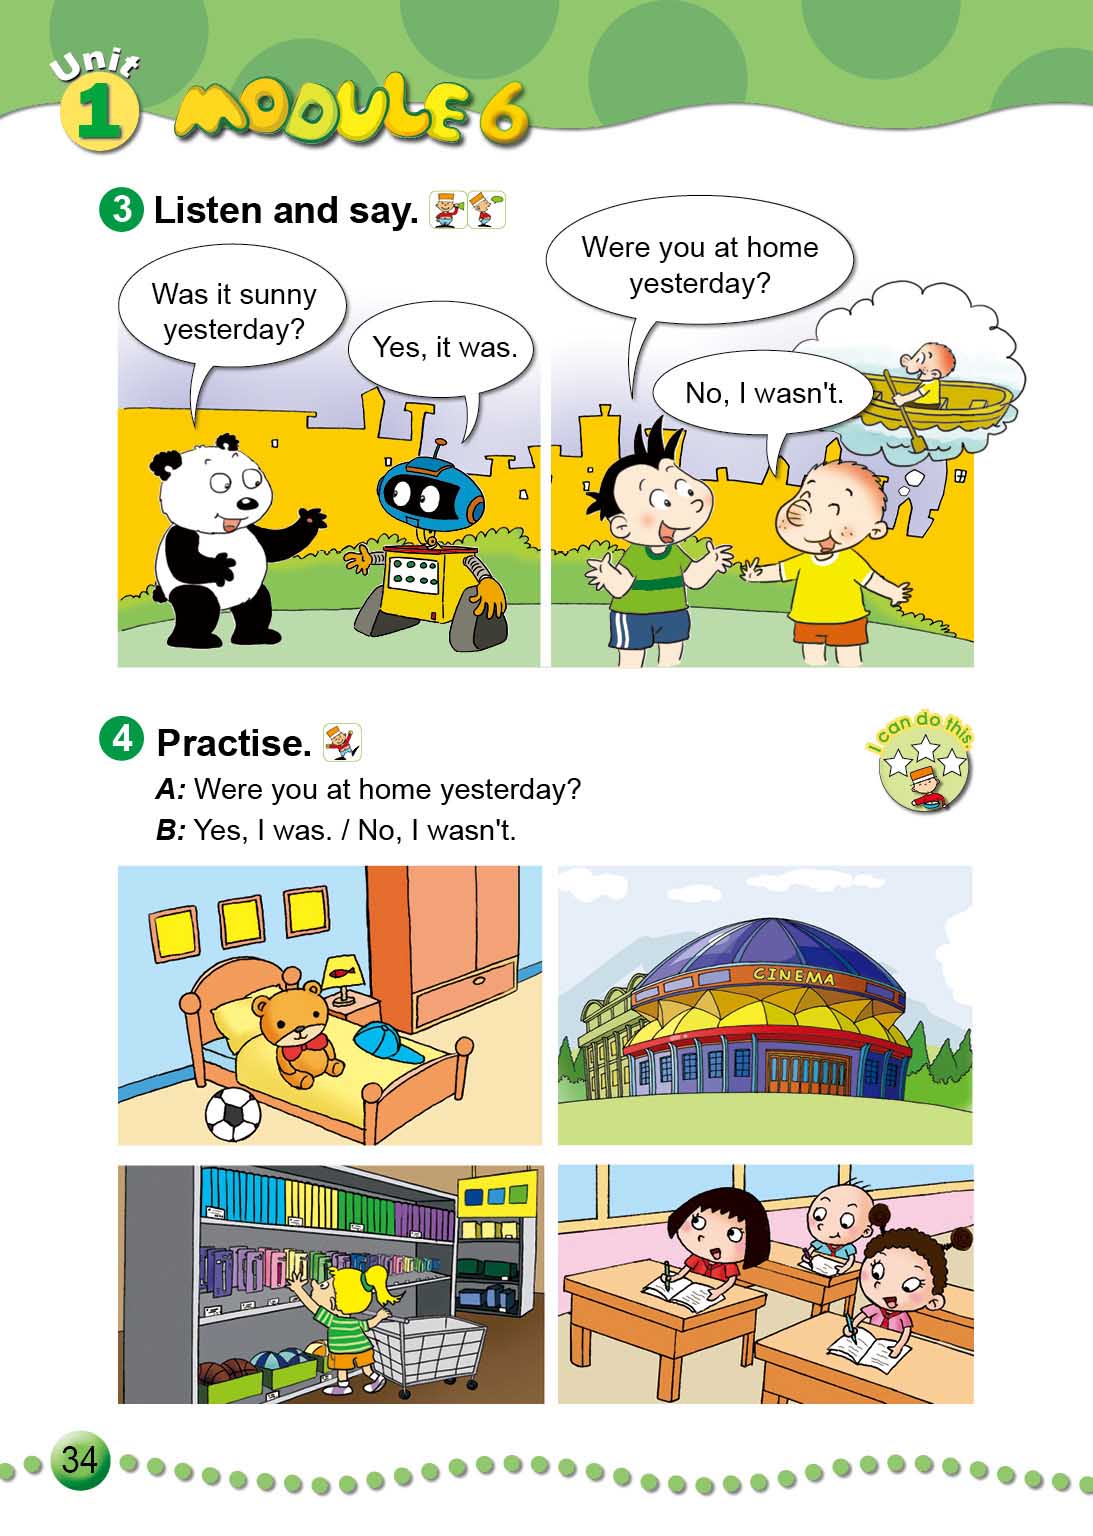 Unit
1 MODULE 6
3 Listen and say.
Was it sunny
yesterday?
Yes, it was.
Were you at home
yesterday?
No, I wasn't.
4 Practise.
I can do this.
A: Were you at home yesterday?
B: Yes, I was. / No, I wasn't.
CINEMA
34